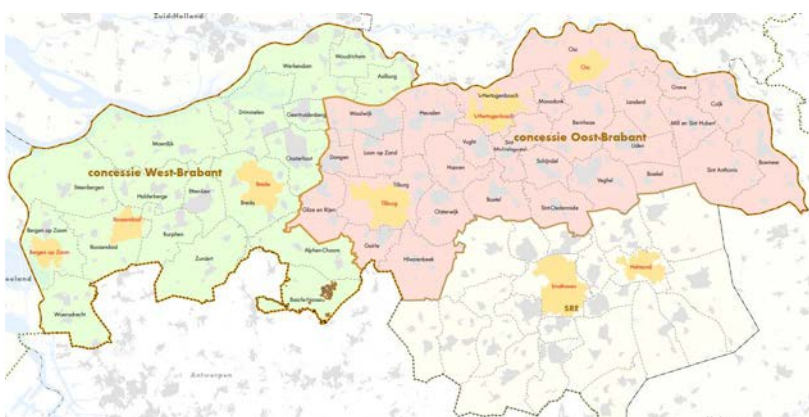 Zuid-Holland
Woudrichem
Werkendam
Aalburg
Oss
Oss
Drimmelen
Geertruidenberg
Waalwijk
Heusden
's-Hertogenbosch
's-Hertogenbosch
Maasdonk
Landerd
Grave
Cuijk
Mill en Sint Hubert
Moerdijk
Oosterhout
Dongen
Loon op Zand
Vught
Sint
Michielsgestel
Bernheze
concessie Oost-Brabant
Uden
concessie West-Brabant
Haaren
Schijndel
Boxmeer
Sint Anthonis
Steenbergen
Halderberge
Etten-Leur
Breda
Breda
Gilze en Rijen
Tilburg
Tilburg
Oisterwijk
Boxtel
Sint-Oedenrode
Veghel
Boekel
Bergen op Zoom
Bergen op Zoom
Roosendaal
Roosendaal
Rucphen
Zundert
Alphen-Chaam
Goirle
Hilvarenbeek
Baarle-Nassau
Woensdrecht
Eindhoven
Helmond
SRE
Antwerpen